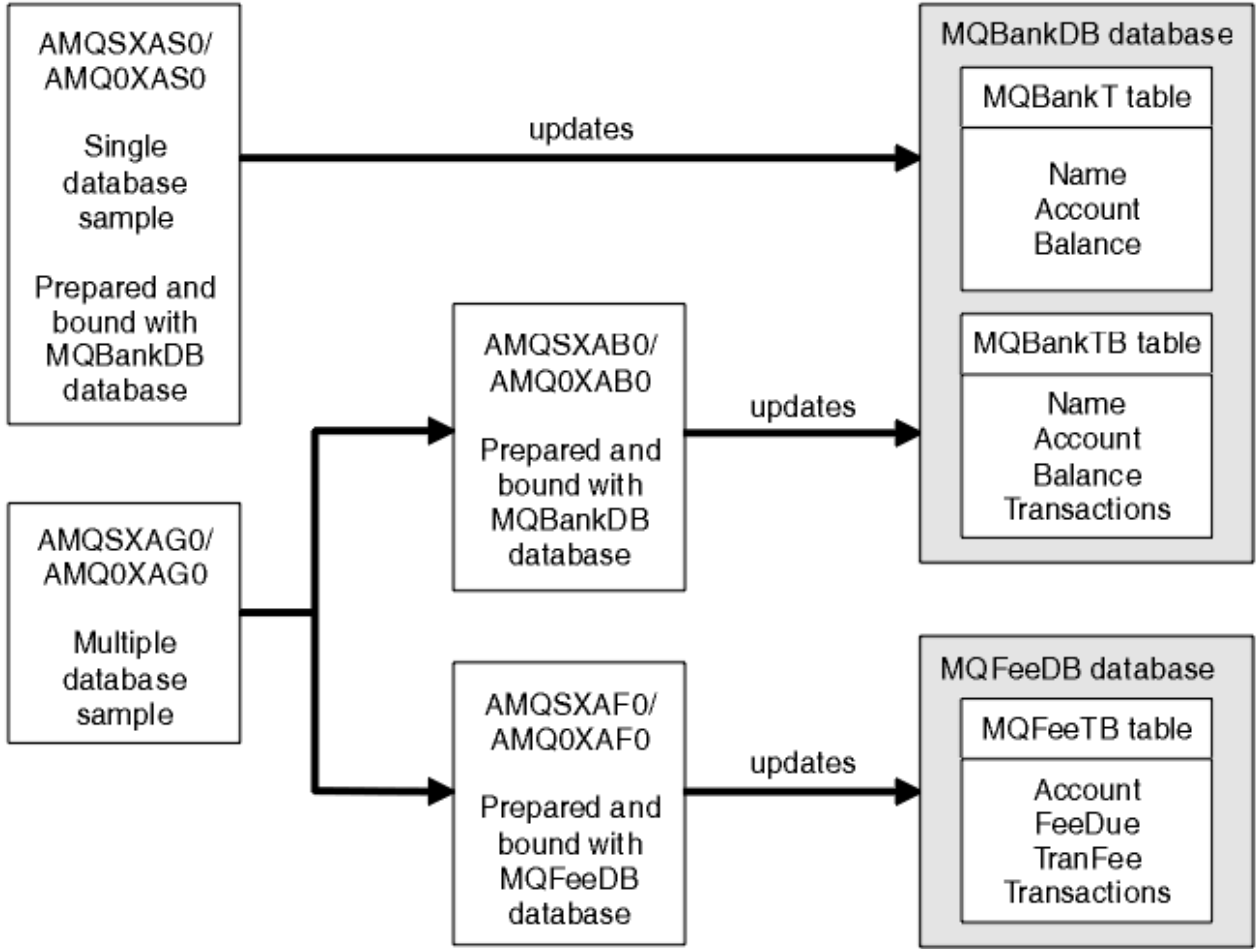 AMQSXAS0/
AMQ0XAS0
Single
database
sample
Prepared and
bound with
MQBankDB
database
updates
MQBankDB database
MQBankT table
Name
Account
Balance
MQBankTB table
Name
Account
Balance
Transactions
AMQSXAB0/
AMQ0XAB0
Prepared and
bound with
MQBankDB
database
updates
AMQSXAG0/
AMQ0XAG0
Multiple
database
sample
AMQSXAF0/
AMQ0XAF0
Prepared and
bound with
MQFeeDB
database
updates
MQFeeDB database
MQFeeTB table
Account
FeeDue
TranFee
Transactions